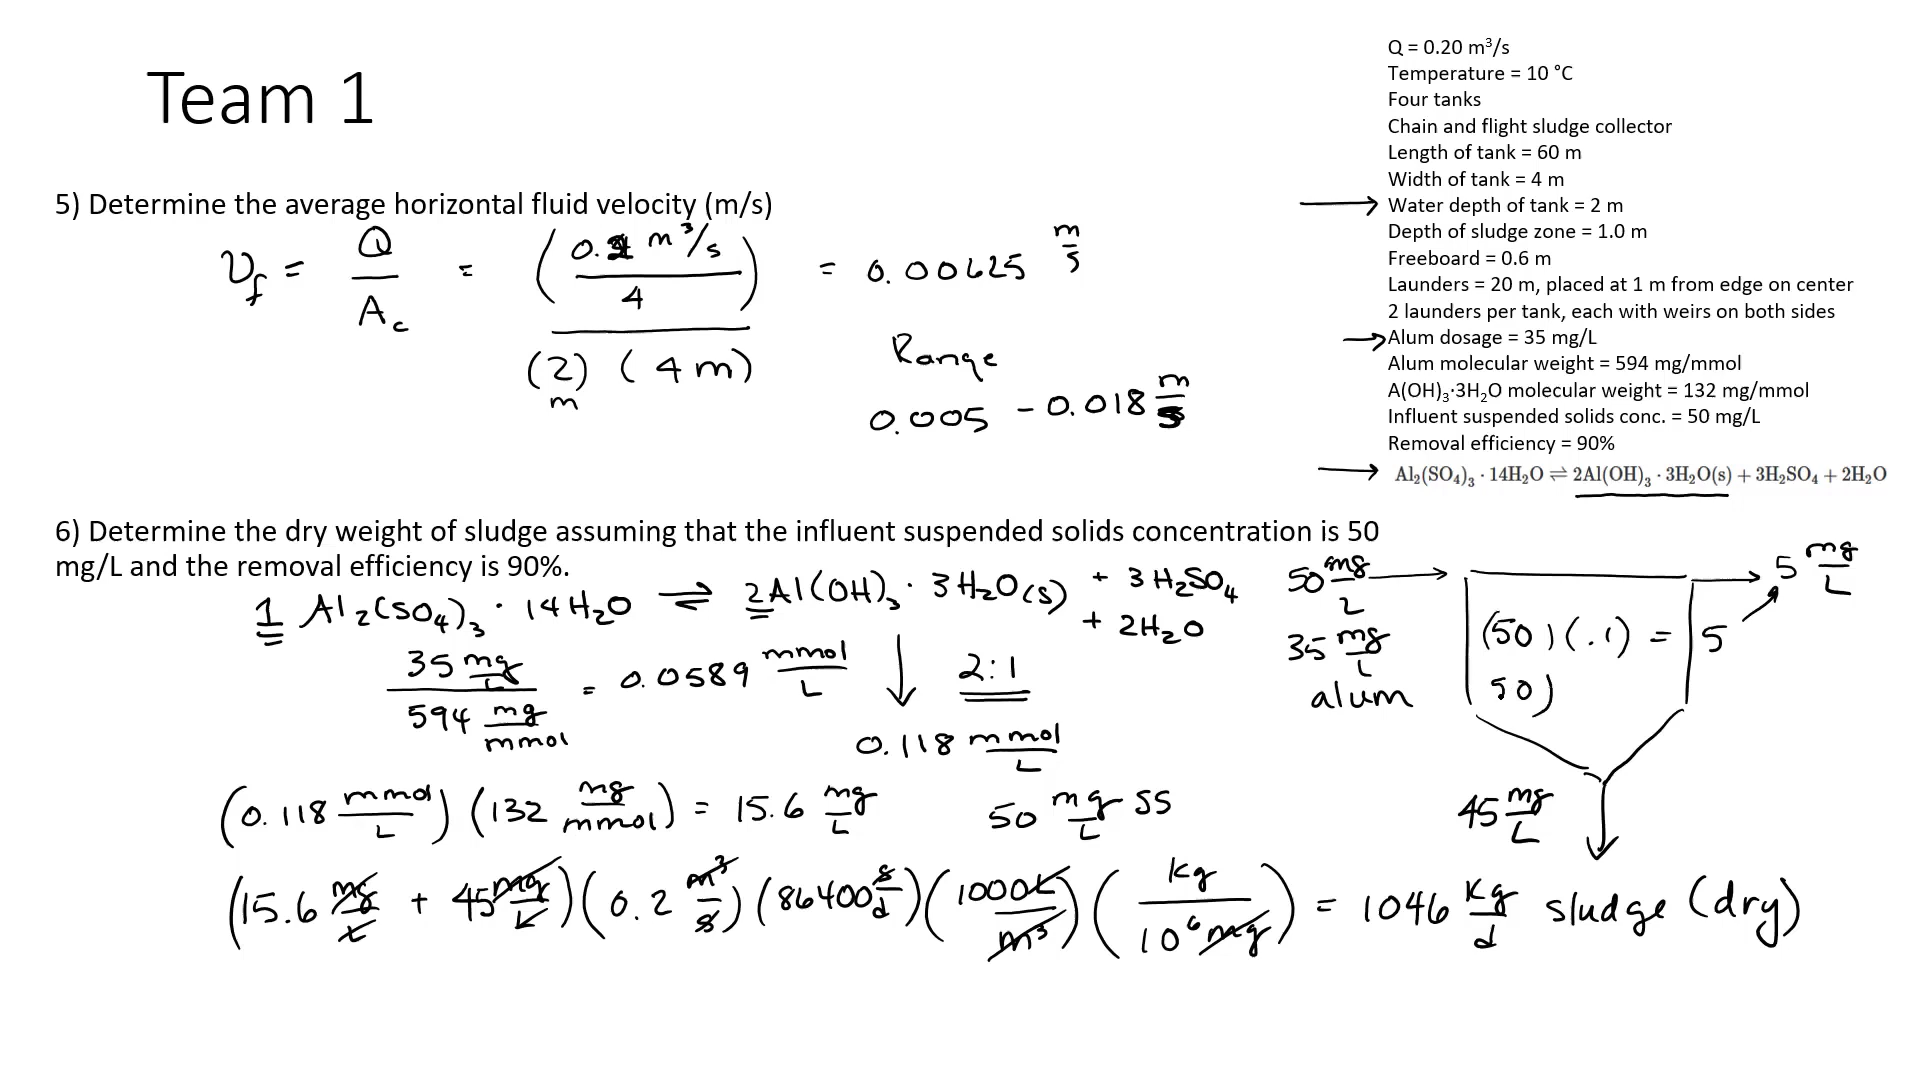 Team 1
Q = 0.20 m³/s
Temperature = 10 °C
Four tanks
Chain and flight sludge collector
Length of tank = 60 m
Width of tank = 4 m
Water depth of tank = 2 m
Depth of sludge zone = 1.0 m
Freeboard = 0.6 m
Launders = 20 m, placed at 1 m from edge on center
2 launders per tank, each with weirs on both sides
Alum dosage = 35 mg/L
Alum molecular weight = 594 mg/mmol
A(OH)₃·3H₂O molecular weight = 132 mg/mmol
Influent suspended solids conc. = 50 mg/L
Removal efficiency = 90%
Al₂(SO₄)₃ · 14H₂O ⇌ 2Al(OH)₃ · 3H₂O(s) + 3H₂SO₄ + 2H₂O
5) Determine the average horizontal fluid velocity (m/s)
v_f = Q / A_c = (0.2 m³/s / 4) / (2 m) (4 m) = 0.00625 m/s
Range
0.005 - 0.018 m/s
6) Determine the dry weight of sludge assuming that the influent suspended solids concentration is 50
mg/L and the removal efficiency is 90%.
1 Al₂(SO₄)₃ · 14H₂O ⇌ 2Al(OH)₃ · 3H₂O(s) + 3H₂SO₄
+ 2H₂O
35 mg/L / 594 mg/mmol = 0.0589 mmol/L ↓ 2:1
0.118 mmol/L
50 mg/L → → 5 mg/L
35 mg/L
alum
(50)(.1) = 5
50)
45 mg/L
(0.118 mmol/L) (132 mg/mmol) = 15.6 mg/L 50 mg/L SS
(15.6 mg/L + 45 mg/L) (0.2 m³/s) (86400 s/d) (1000 L/m³) (kg/10⁶ mg) = 1046 kg/d sludge (dry)